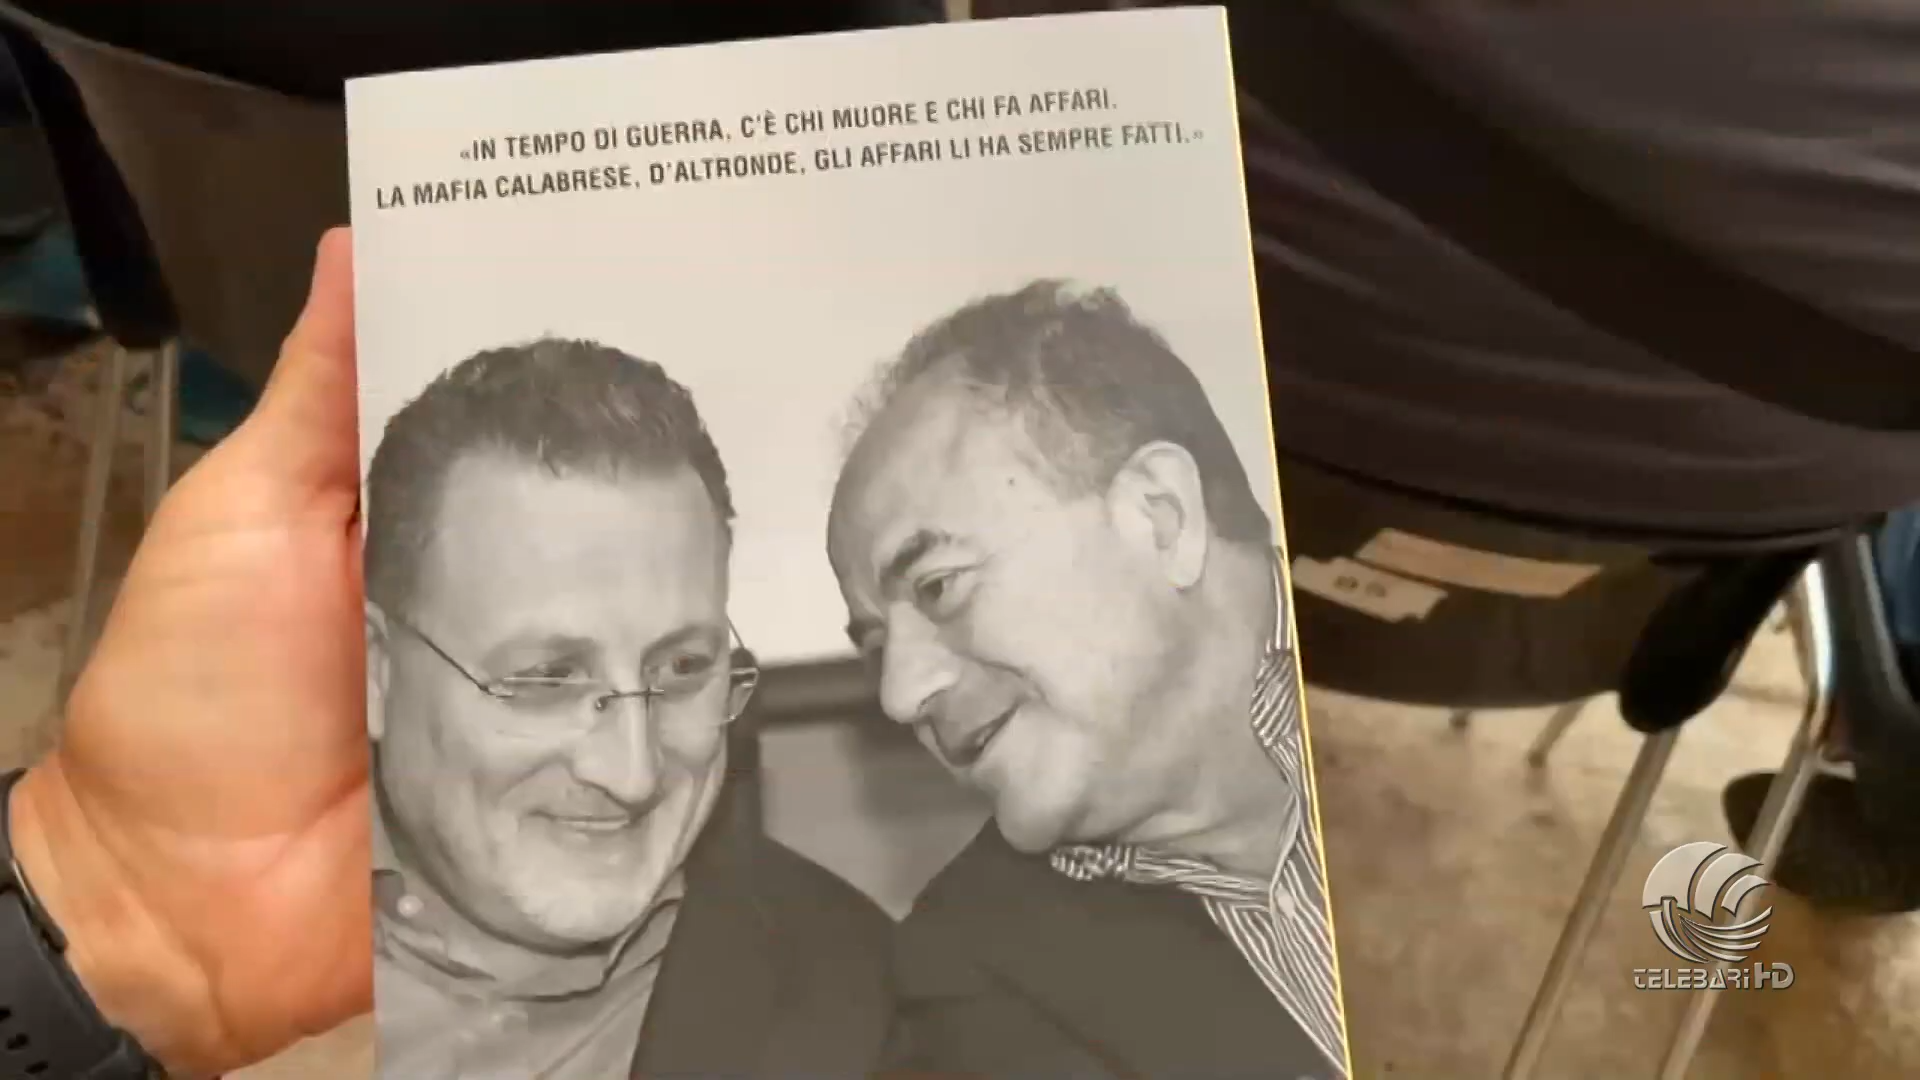 «IN TEMPO DI GUERRA, C'È CHI MUORE E CHI FA AFFARI.
LA MAFIA CALABRESE, D'ALTRONDE, GLI AFFARI LI HA SEMPRE FATTI.»
TELEBARi HD